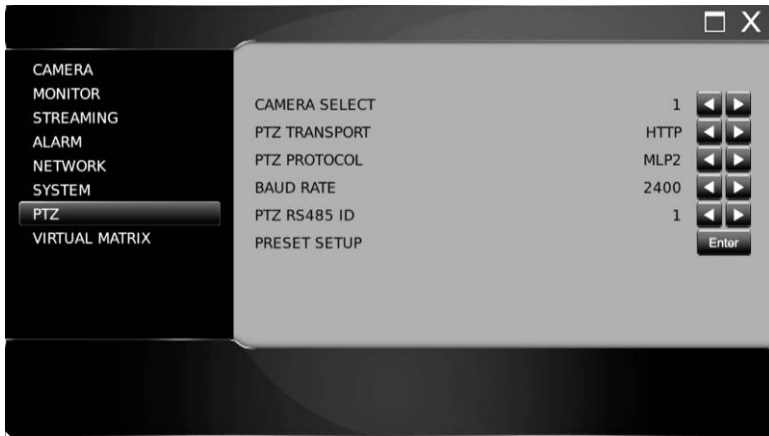 CAMERA
MONITOR
STREAMING
ALARM
NETWORK
SYSTEM
PTZ
VIRTUAL MATRIX
CAMERA SELECT 1
PTZ TRANSPORT HTTP
PTZ PROTOCOL MLP2
BAUD RATE 2400
PTZ RS485 ID 1
PRESET SETUP Enter